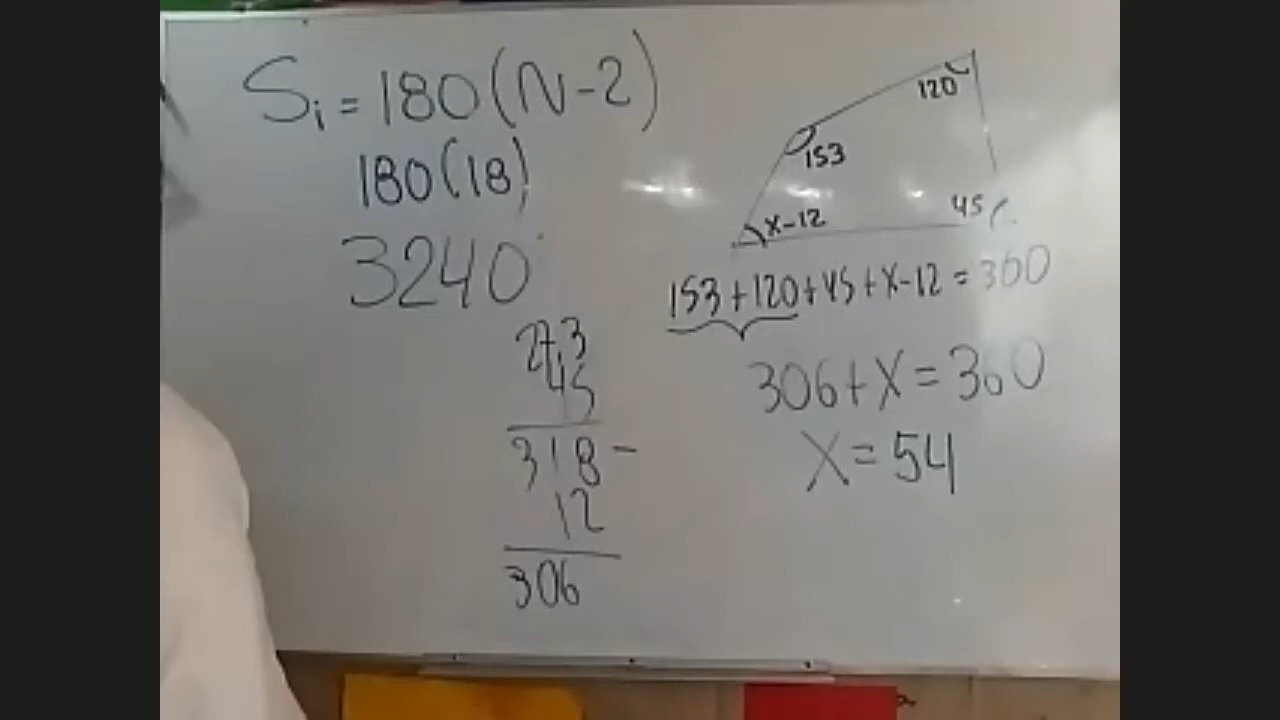 Si = 180(N-2)
180(18)
3240
273
45
318 -
12
306
120
153
x-12
45
153+120+45+x-12 = 360
306+X=360
X=54